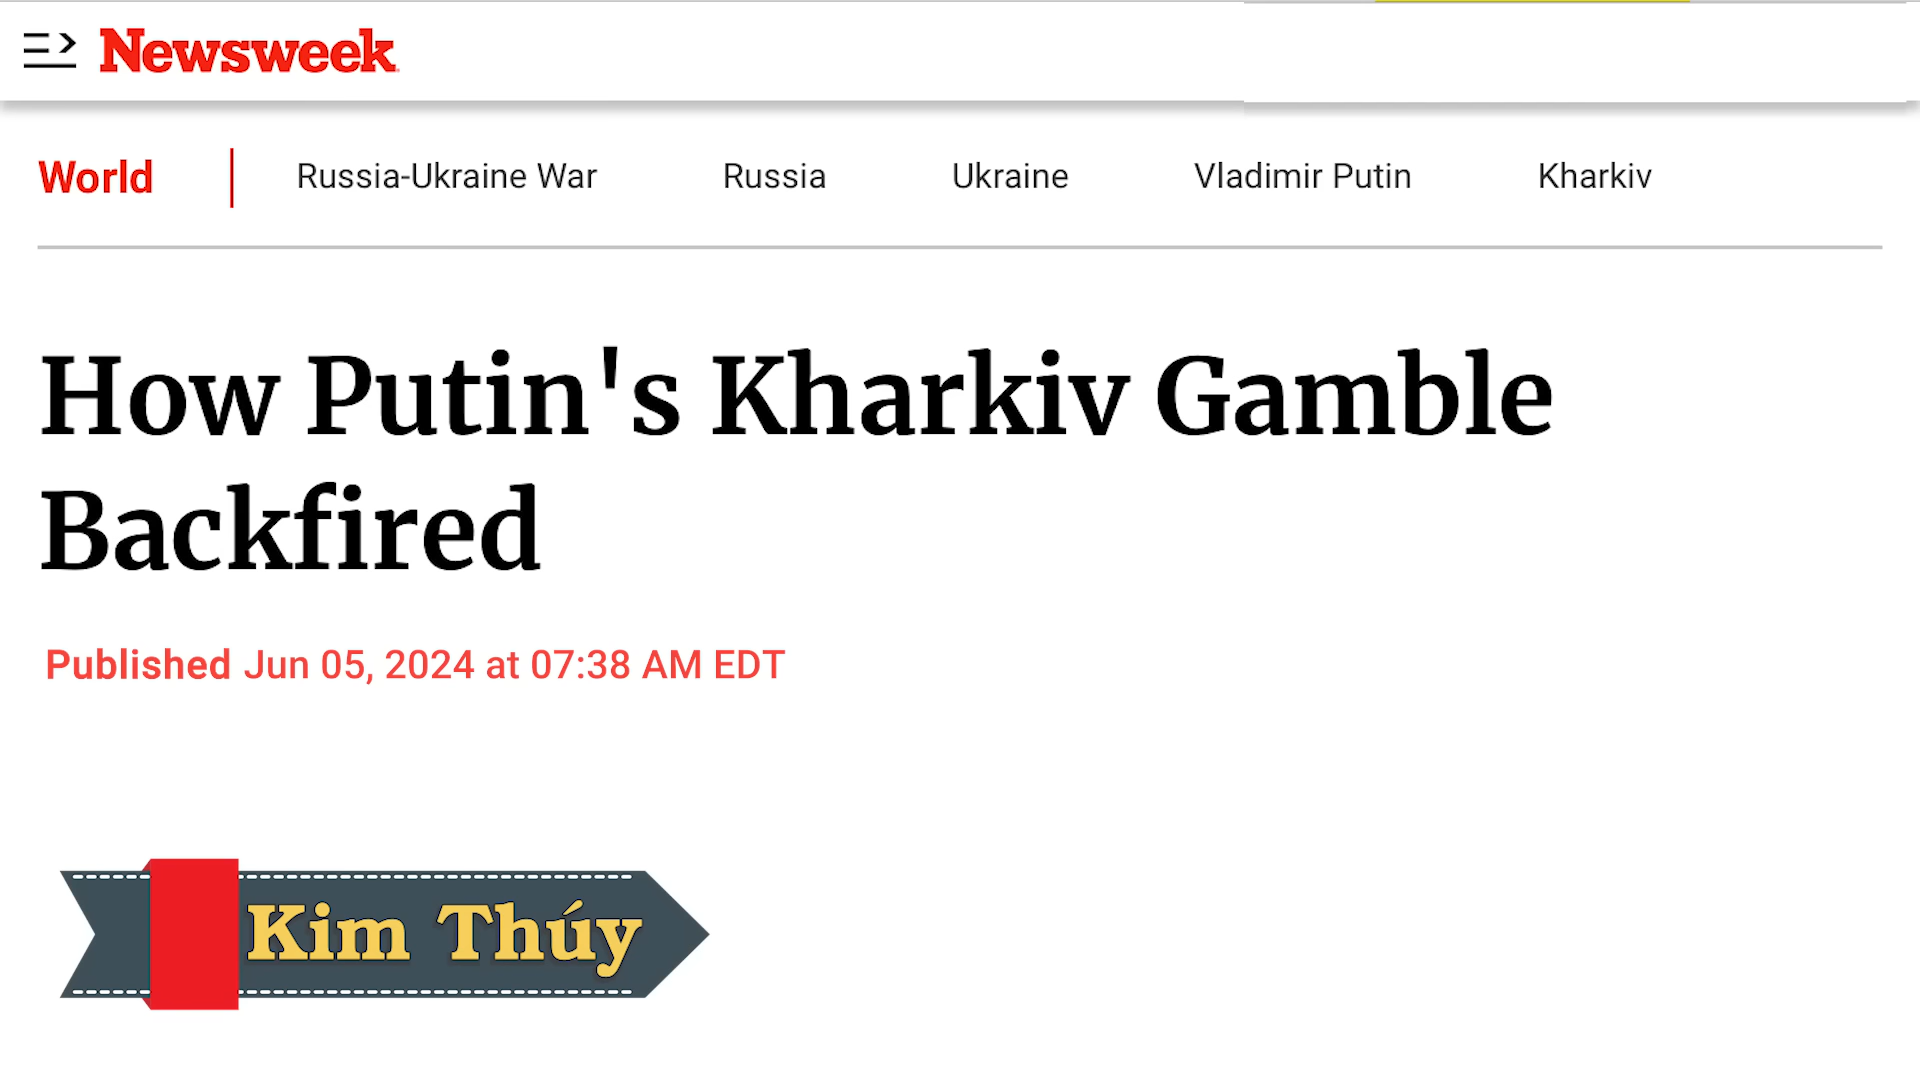 Newsweek
World Russia-Ukraine War Russia Ukraine Vladimir Putin Kharkiv
How Putin's Kharkiv Gamble
Backfired
Published Jun 05, 2024 at 07:38 AM EDT
Kim Thúy